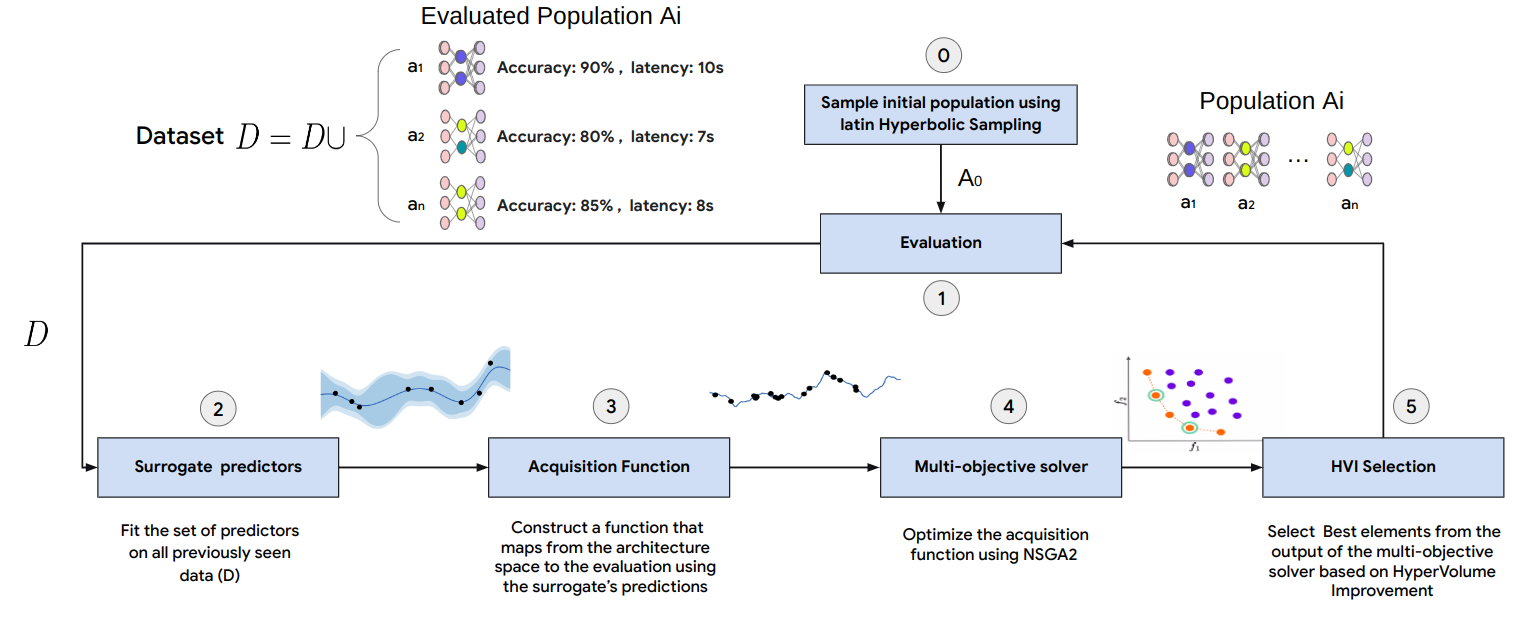 Evaluated Population Ai
a1
Accuracy: 90% , latency: 10s
a2
Accuracy: 80% , latency: 7s
an
Accuracy: 85% , latency: 8s
Dataset D = D∪
0
Sample initial population using
latin Hyperbolic Sampling
A0
Population Ai
...
a1 a2 an
Evaluation
1
D
2
Surrogate predictors
Fit the set of predictors
on all previously seen
data (D)
3
Acquisition Function
Construct a function that
maps from the architecture
space to the evaluation using
the surrogate's predictions
4
Multi-objective solver
Optimize the acquisition
function using NSGA2
f2
f1
5
HVI Selection
Select Best elements from the
output of the multi-objective
solver based on HyperVolume
Improvement